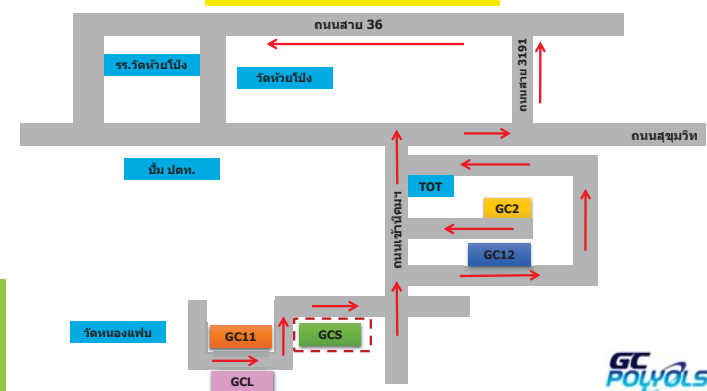 ถนนสาย 36
รร.วัดห้วยโป่ง
วัดห้วยโป่ง
ถนนสาย 3191
ถนนสุขุมวิท
ปั๊ม ปตท.
TOT
ถนนเข้านิคมฯ
GC2
GC12
วัดหนองแฟบ
GC11
GCS
GCL
GC
POLYOLS